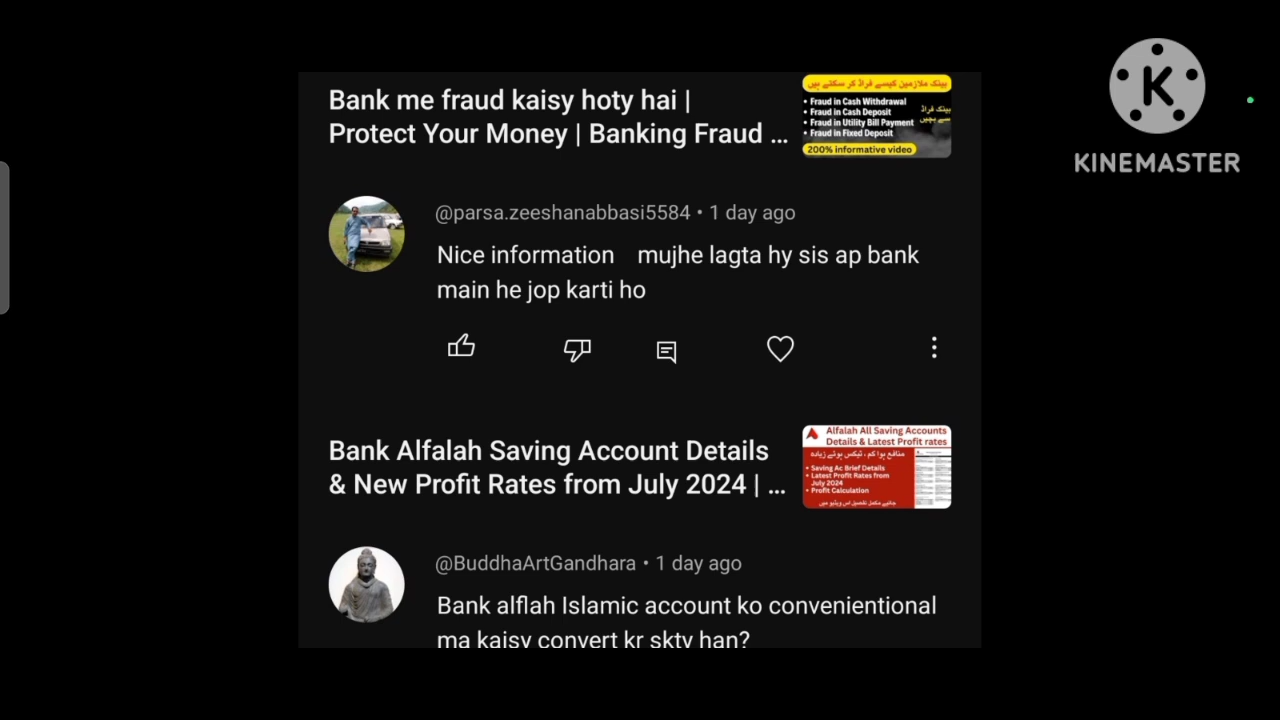 Bank me fraud kaisy hoty hai |
Protect Your Money | Banking Fraud ...
بینک ملازمین کیسے فراڈ کر سکتے ہیں
• Fraud in Cash Withdrawal
• Fraud in Cash Deposit
• Fraud in Utility Bill Payment
• Fraud in Fixed Deposit
بینک فراڈ
سے بچیں
200% informative video
KINEMASTER
@parsa.zeeshanabbasi5584 • 1 day ago
Nice information mujhe lagta hy sis ap bank
main he jop karti ho
Bank Alfalah Saving Account Details
& New Profit Rates from July 2024 | ...
Alfalah All Saving Accounts
Details & Latest Profit rates
منافع ہوا کم ، ٹیکس ہوئے زیادہ
• Saving Ac Brief Details
• Latest Profit Rates from
July 2024
• Profit Calculation
جانیے مکمل تفصیل اس ویڈیو میں
@BuddhaArtGandhara • 1 day ago
Bank alflah Islamic account ko convenientional
ma kaisy convert kr skty han?